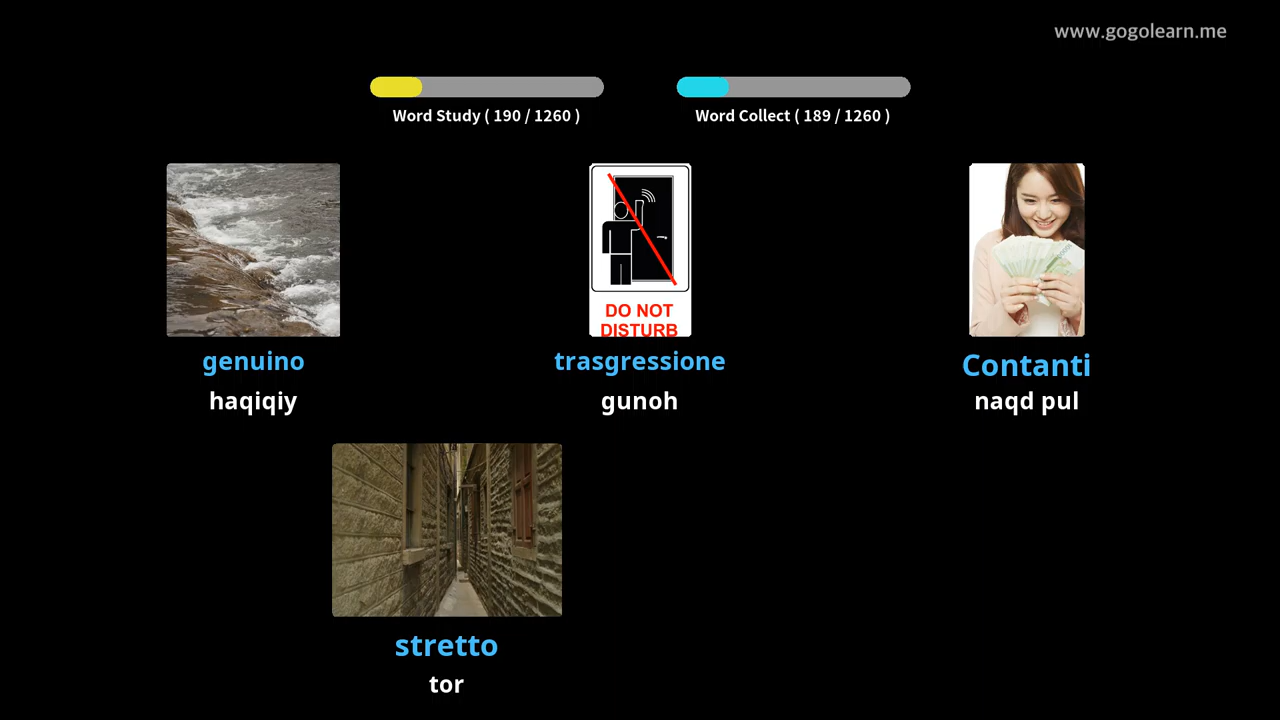 www.gogolearn.me
Word Study ( 190 / 1260 )
Word Collect ( 189 / 1260 )
DO NOT
DISTURB
genuino
trasgressione
Contanti
haqiqiy
gunoh
naqd pul
stretto
tor